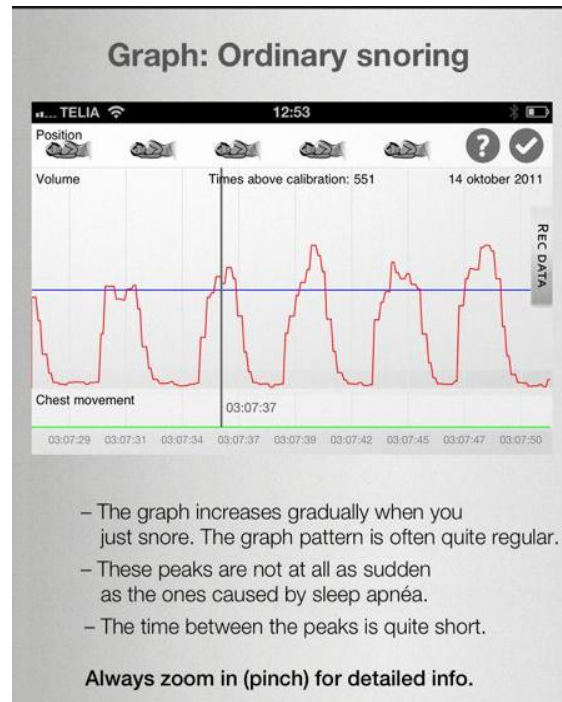 Graph: Ordinary snoring
TELIA 12:53
Position
Volume Times above calibration: 551 14 oktober 2011
REC DATA
Chest movement
03:07:37
03:07:29 03:07:31 03:07:34 03:07:37 03:07:39 03:07:42 03:07:45 03:07:47 03:07:50
– The graph increases gradually when you
just snore. The graph pattern is often quite regular.
– These peaks are not at all as sudden
as the ones caused by sleep apnéa.
– The time between the peaks is quite short.
Always zoom in (pinch) for detailed info.